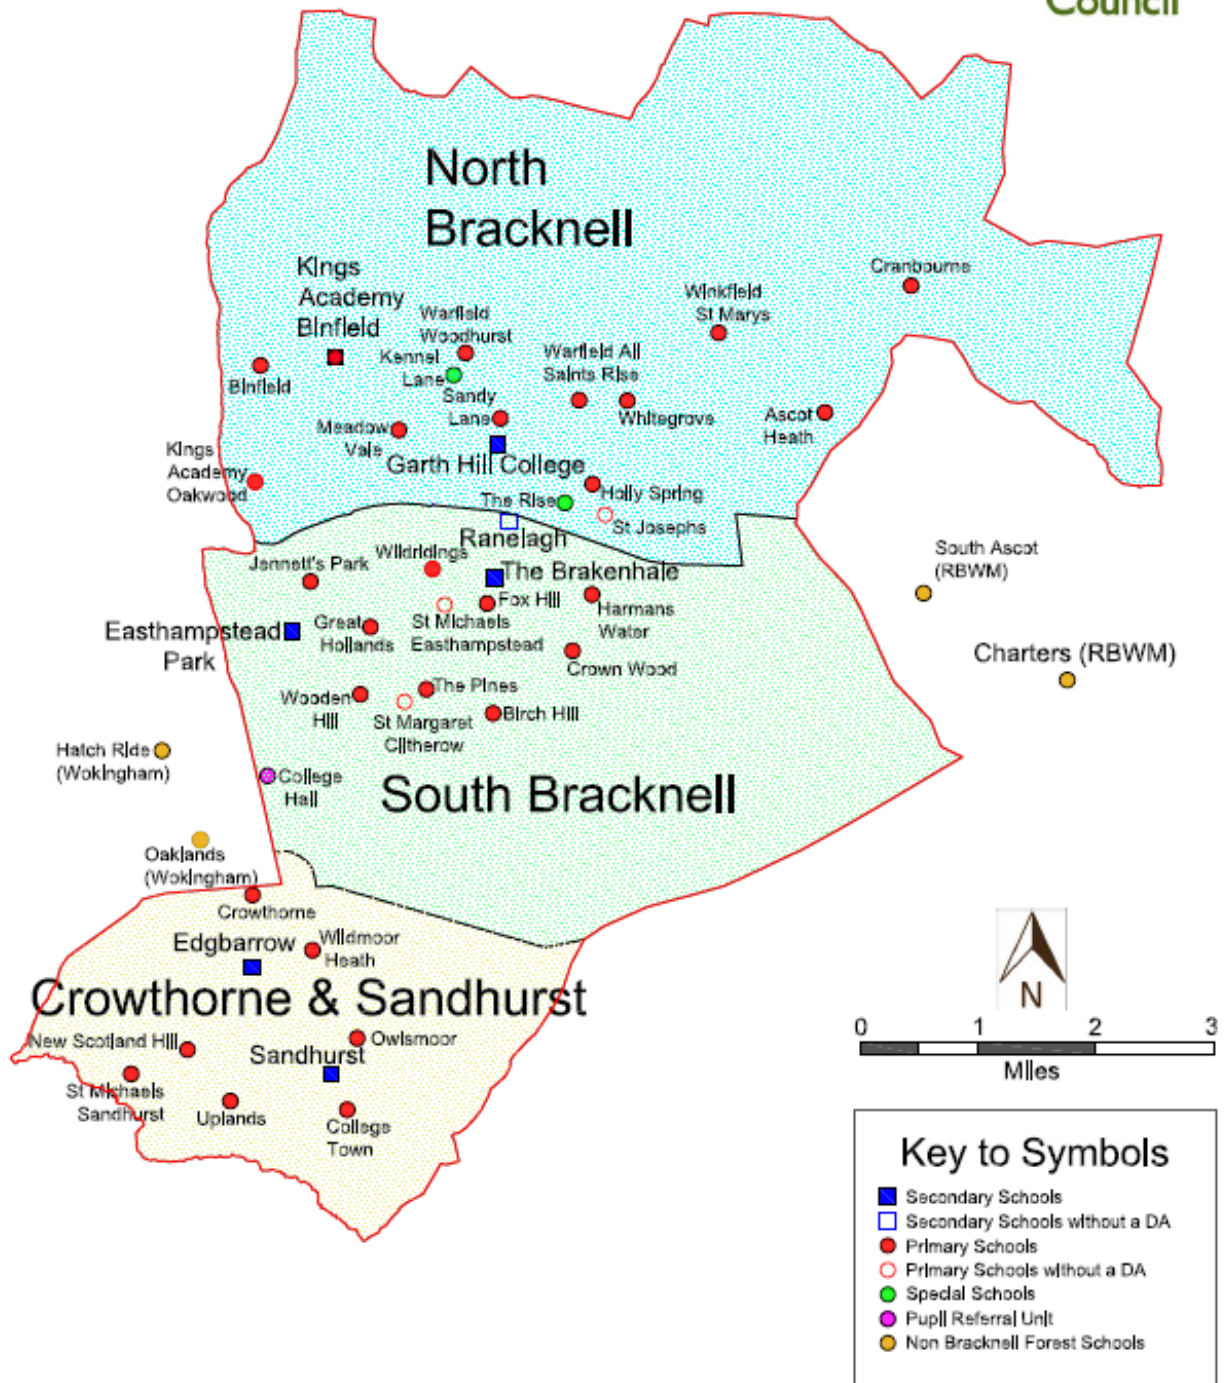 Council
North
Bracknell
Kings
Academy
Binfield
Cranbourne
Winkfield
St Marys
Warfield
Woodhurst
Kennel
Lane
Warfield All
Saints Rise
Binfield
Sandy
Lane
Whitegrove
Ascot
Heath
Meadow
Vale
Kings
Academy
Oakwood
Garth Hill College
The Rise
Holly Spring
St Josephs
Ranelagh
Wildridings
Jennett's Park
The Brakenhale
South Ascot
(RBWM)
Fox Hill
Harmans
Water
Easthampstead
Park
Great
Hollands
St Michaels
Easthampstead
Crown Wood
Charters (RBWM)
Wooden
Hill
The Pines
St Margaret
Clitherow
Birch Hill
Hatch Ride
(Wokingham)
College
Hall
South Bracknell
Oaklands
(Wokingham)
Crowthorne
Edgbarrow
Wildmoor
Heath
Crowthorne & Sandhurst
N
New Scotland Hill
Owlsmoor
Sandhurst
0 1 2 3
Miles
St Michaels
Sandhurst
Uplands
College
Town
Key to Symbols
Secondary Schools
Secondary Schools without a DA
Primary Schools
Primary Schools without a DA
Special Schools
Pupil Referral Unit
Non Bracknell Forest Schools